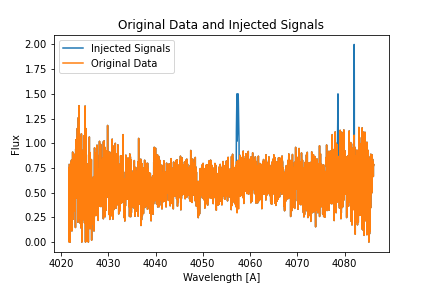 Original Data and Injected Signals
Injected Signals
Original Data
2.00
1.75
1.50
1.25
1.00
0.75
0.50
0.25
0.00
Flux
4020 4030 4040 4050 4060 4070 4080
Wavelength [A]